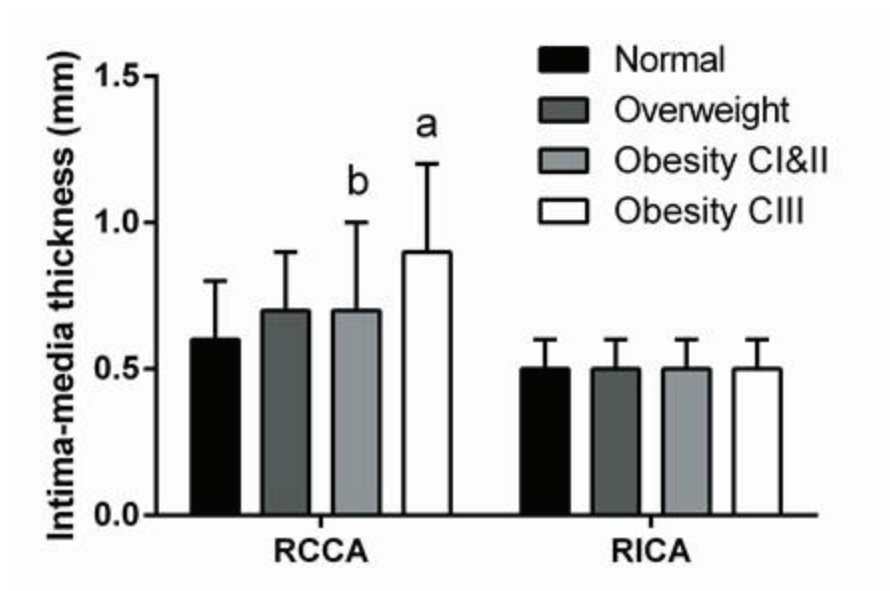 Intima-media thickness (mm)
1.5
1.0
0.5
0.0
b
a
Normal
Overweight
Obesity CI&II
Obesity CIII
RCCA
RICA